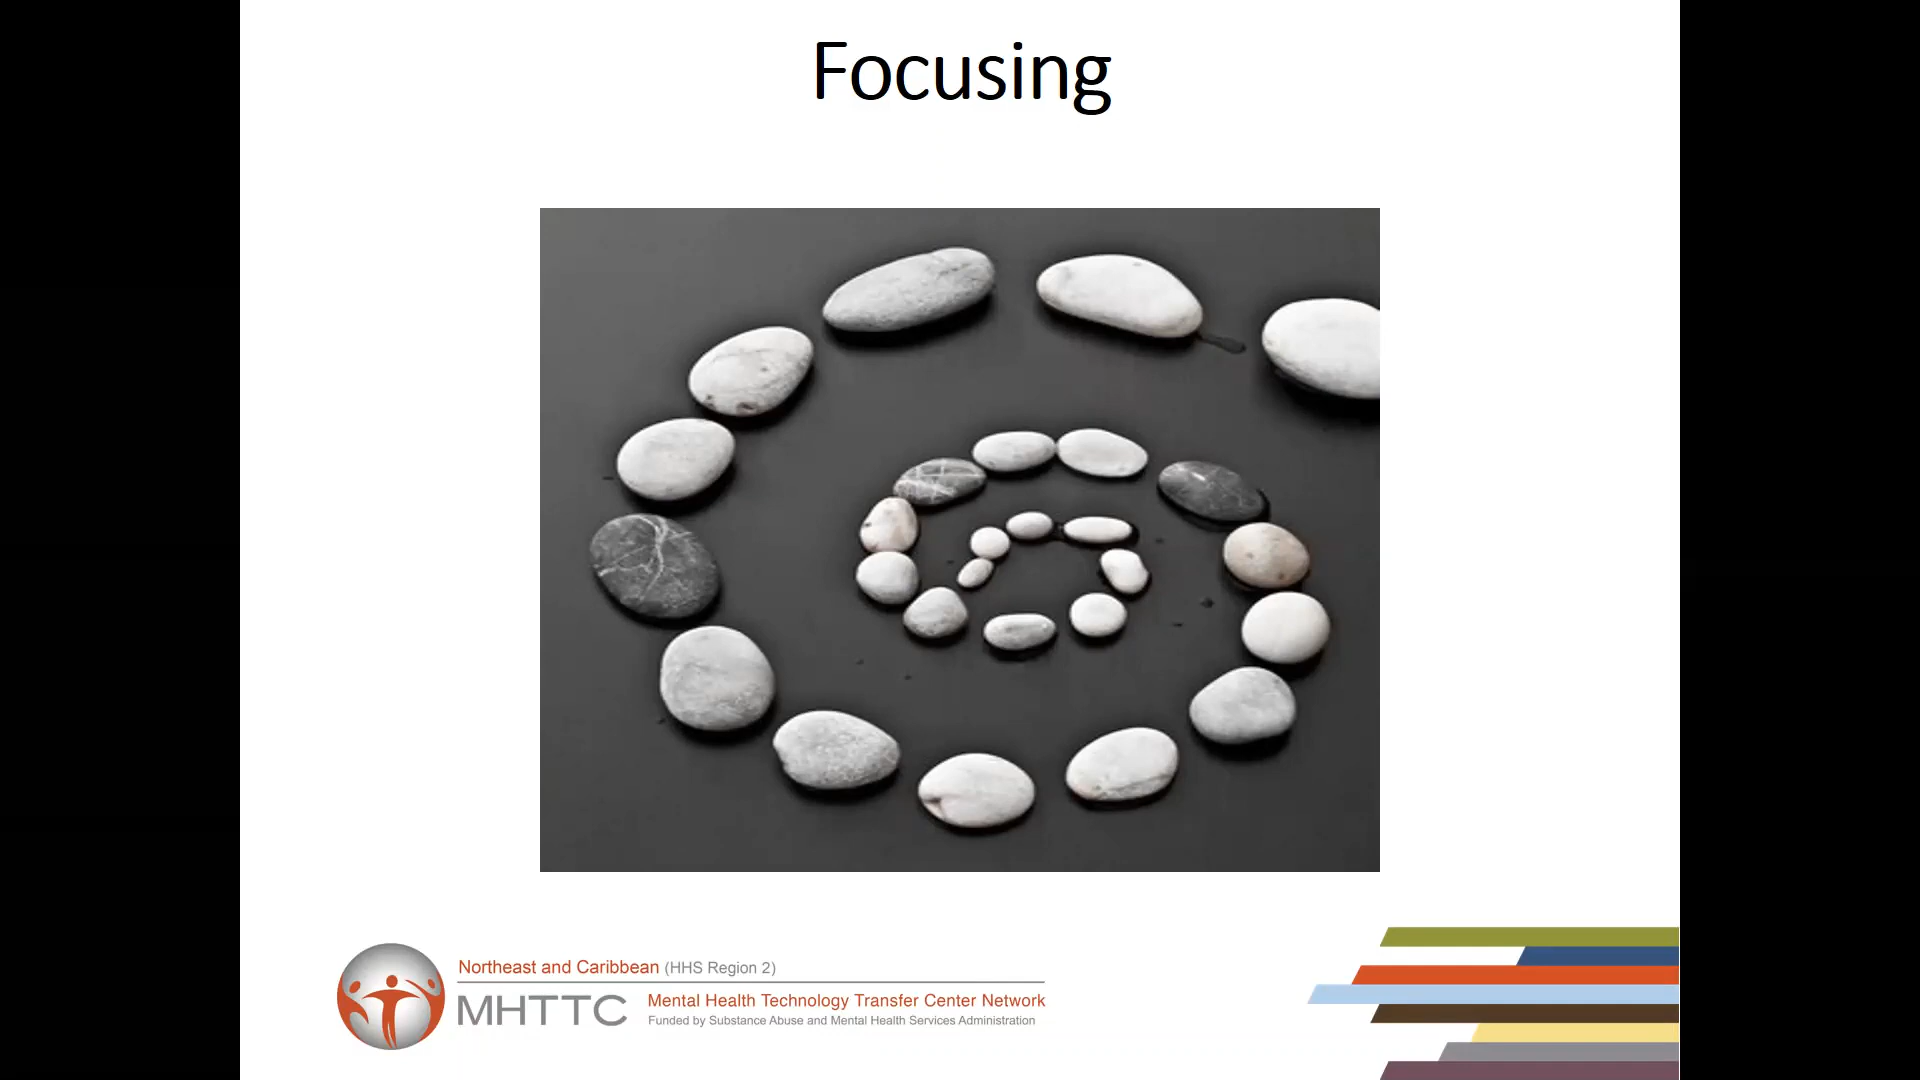 Focusing
Northeast and Caribbean (HHS Region 2)
MHTTC
Mental Health Technology Transfer Center Network
Funded by Substance Abuse and Mental Health Services Administration